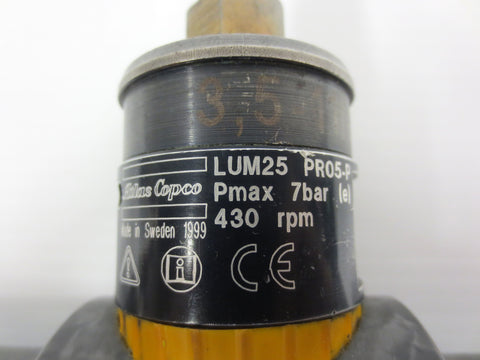 3,5
LUM25 PRO5-P
Atlas Copco
Pmax 7bar (e)
Made in Sweden 1999
430 rpm
i
CE